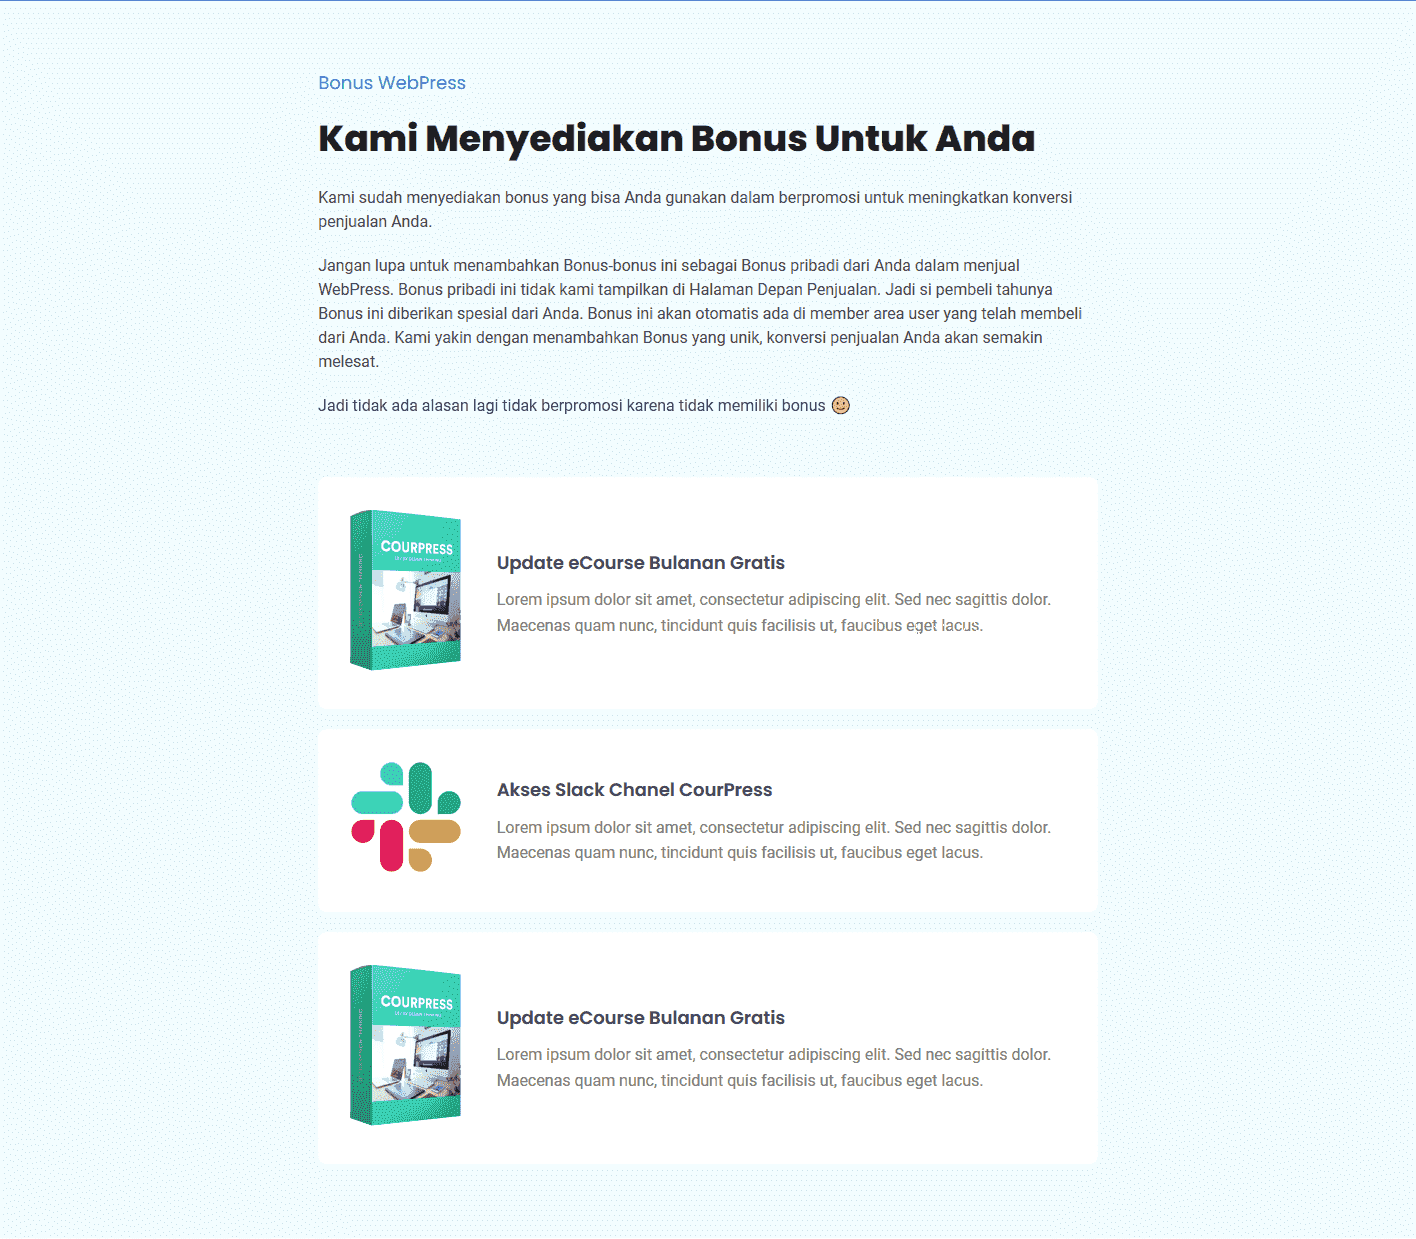 Bonus WebPress
Kami Menyediakan Bonus Untuk Anda
Kami sudah menyediakan bonus yang bisa Anda gunakan dalam berpromosi untuk meningkatkan konversi
penjualan Anda.
Jangan lupa untuk menambahkan Bonus-bonus ini sebagai Bonus pribadi dari Anda dalam menjual
WebPress. Bonus pribadi ini tidak kami tampilkan di Halaman Depan Penjualan. Jadi si pembeli tahunya
Bonus ini diberikan spesial dari Anda. Bonus ini akan otomatis ada di member area user yang telah membeli
dari Anda. Kami yakin dengan menambahkan Bonus yang unik, konversi penjualan Anda akan semakin
melesat.
Jadi tidak ada alasan lagi tidak berpromosi karena tidak memiliki bonus 🙂
COURPRESS
Update eCourse Bulanan Gratis
Lorem ipsum dolor sit amet, consectetur adipiscing elit. Sed nec sagittis dolor.
Maecenas quam nunc, tincidunt quis facilisis ut, faucibus eget lacus.
Akses Slack Chanel CourPress
Lorem ipsum dolor sit amet, consectetur adipiscing elit. Sed nec sagittis dolor.
Maecenas quam nunc, tincidunt quis facilisis ut, faucibus eget lacus.
COURPRESS
Update eCourse Bulanan Gratis
Lorem ipsum dolor sit amet, consectetur adipiscing elit. Sed nec sagittis dolor.
Maecenas quam nunc, tincidunt quis facilisis ut, faucibus eget lacus.